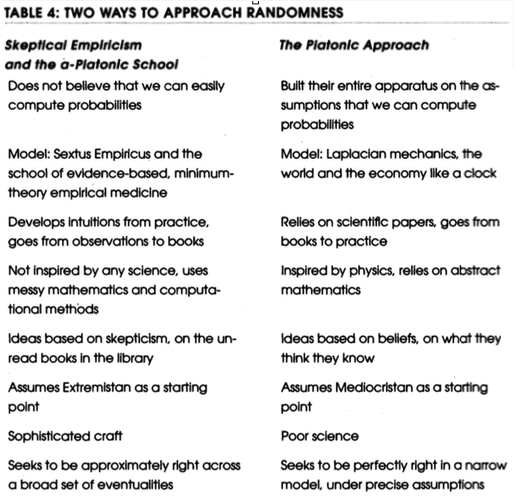 TABLE 4: TWO WAYS TO APPROACH RANDOMNESS
Skeptical Empiricism
and the a-Platonic School
The Platonic Approach
Does not believe that we can easily
compute probabilities
Built their entire apparatus on the as-
sumptions that we can compute
probabilities
Model: Sextus Empiricus and the
school of evidence-based, minimum-
theory empirical medicine
Model: Laplacian mechanics, the
world and the economy like a clock
Develops intuitions from practice,
goes from observations to books
Relies on scientific papers, goes from
books to practice
Not inspired by any science, uses
messy mathematics and computa-
tional methods
Inspired by physics, relies on abstract
mathematics
Ideas based on skepticism, on the un-
read books in the library
Ideas based on beliefs, on what they
think they know
Assumes Extremistan as a starting
point
Assumes Mediocristan as a starting
point
Sophisticated craft
Poor science
Seeks to be approximately right across
a broad set of eventualities
Seeks to be perfectly right in a narrow
model, under precise assumptions